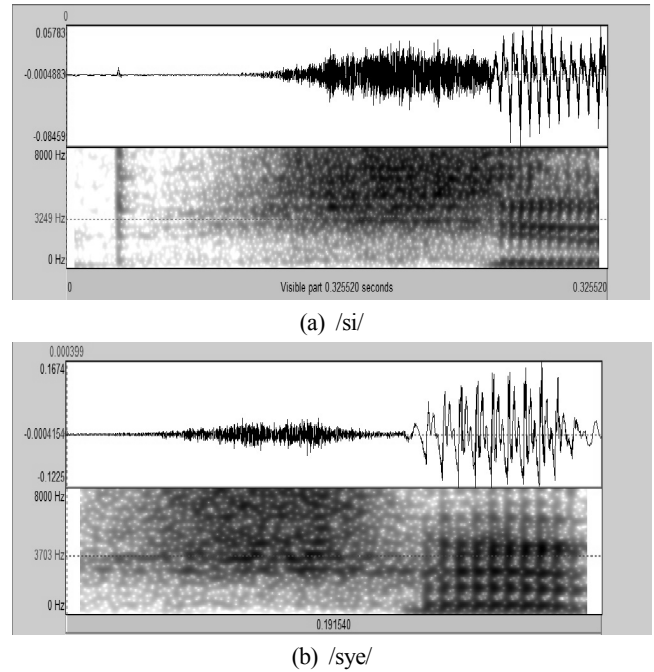 0
0.05783
-0.0004883
-0.08459
8000 Hz
3249 Hz
0 Hz
0 Visible part 0.325520 seconds 0.325520
(a) /si/
0.000399
0.1674
-0.0004154
-0.1225
8000 Hz
3703 Hz
0 Hz
0.191540
(b) /sye/